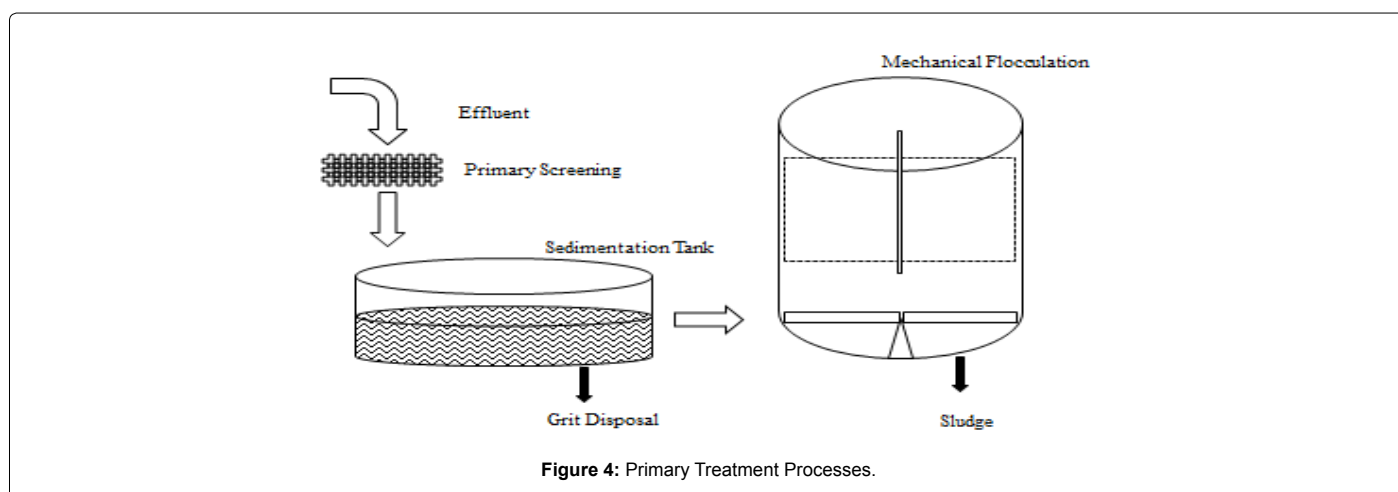 Mechanical Flocculation
Effluent
Primary Screening
Sedimentation Tank
Grit Disposal
Sludge
Figure 4: Primary Treatment Processes.